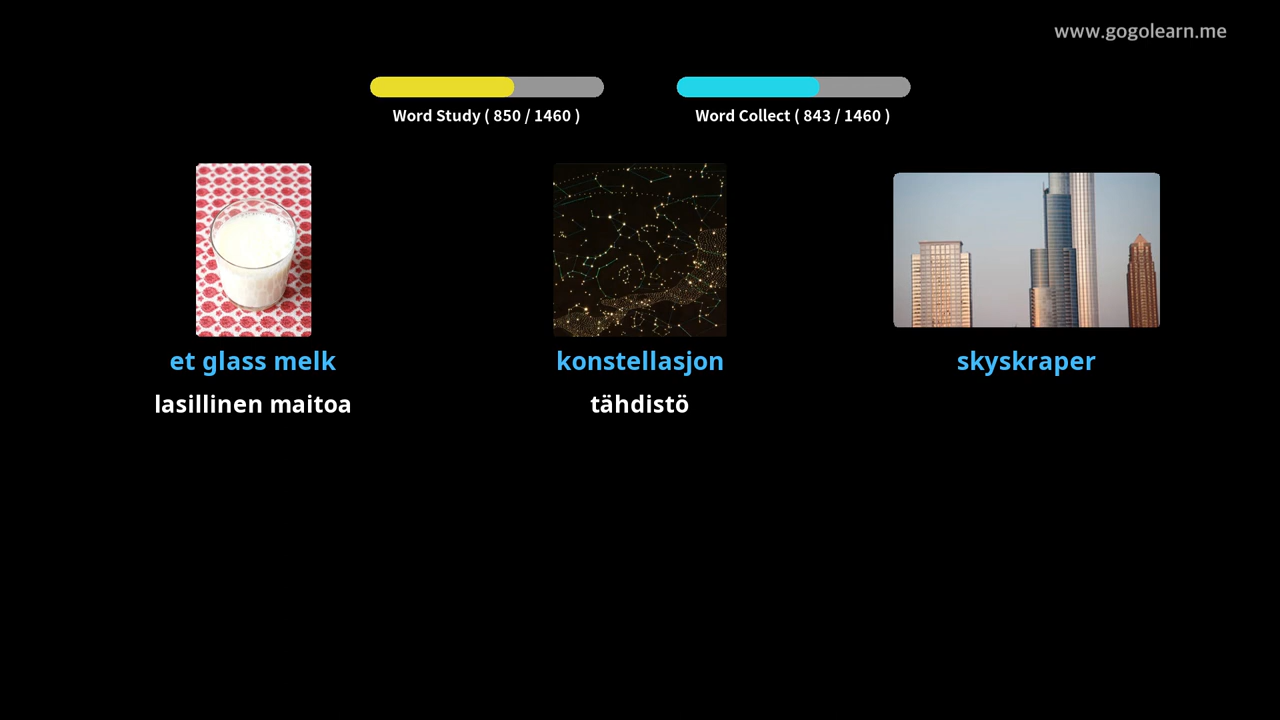 www.gogolearn.me
Word Study ( 850 / 1460 )
Word Collect ( 843 / 1460 )
et glass melk
konstellasjon
skyskraper
lasillinen maitoa
tähdistö